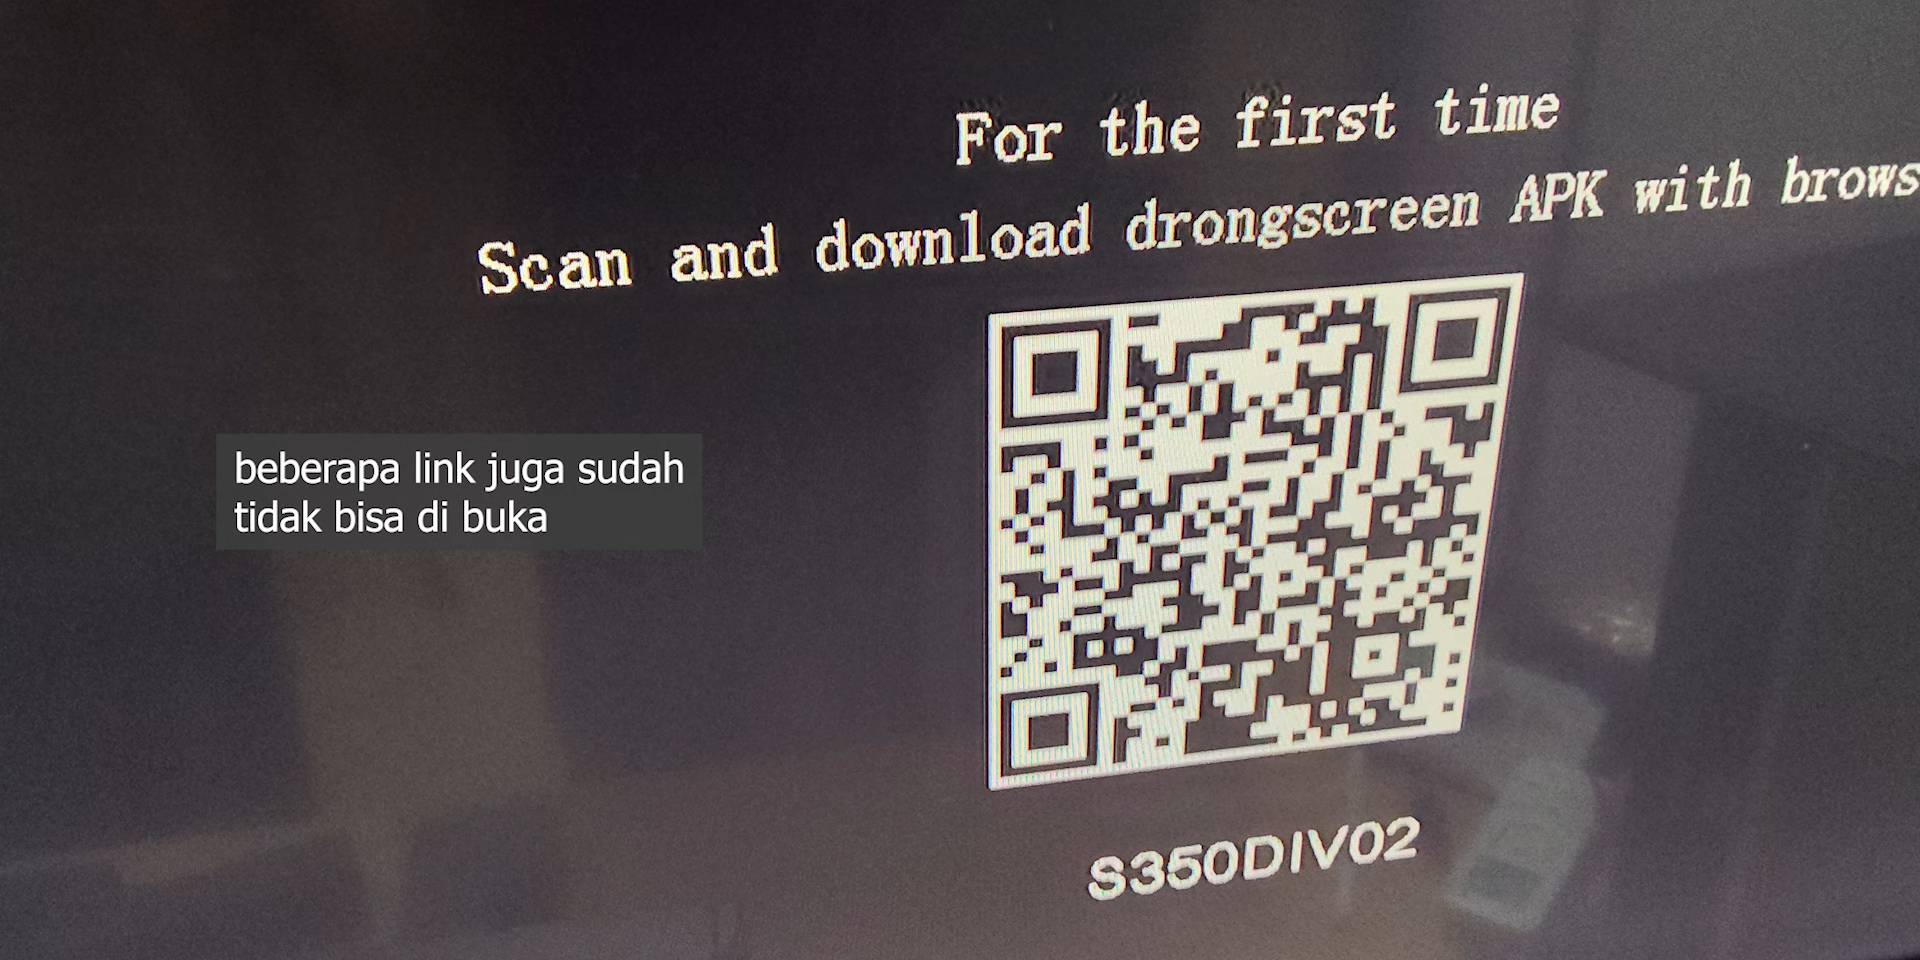 For the first time
Scan and download drongscreen APK with brows
beberapa link juga sudah
tidak bisa di buka
S350DIV02